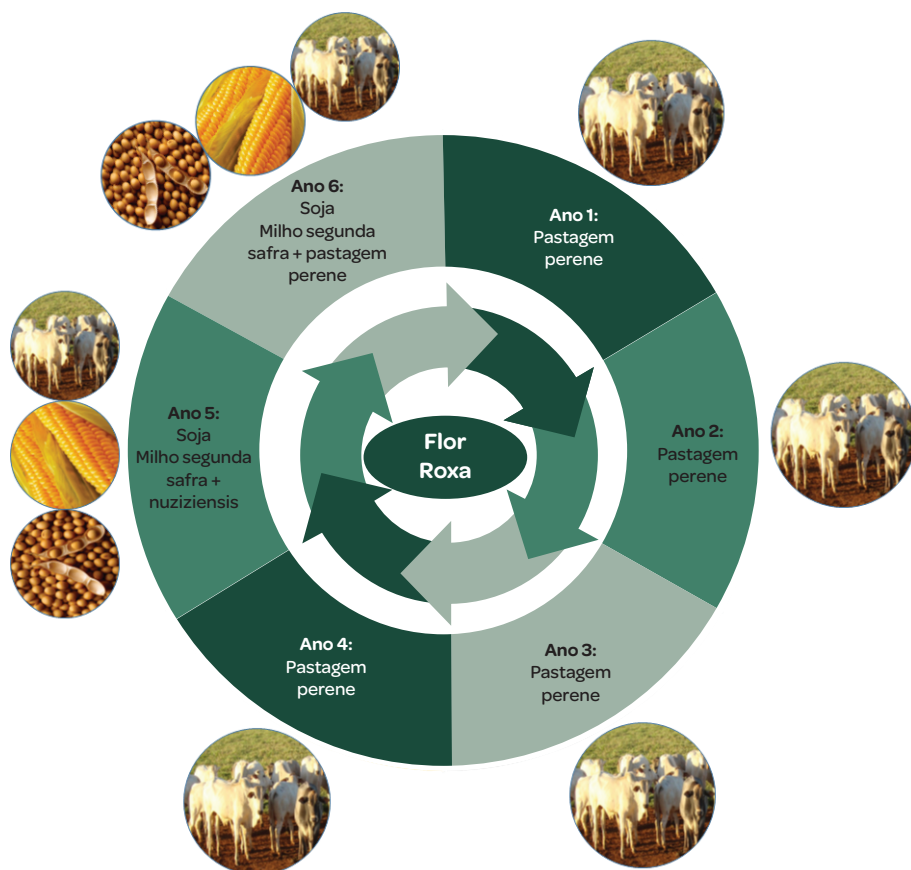 Ano 1:
Pastagem
perene
Ano 2:
Pastagem
perene
Ano 3:
Pastagem
perene
Ano 4:
Pastagem
perene
Ano 5:
Soja
Milho segunda
safra +
nuziziensis
Ano 6:
Soja
Milho segunda
safra + pastagem
perene
Flor
Roxa